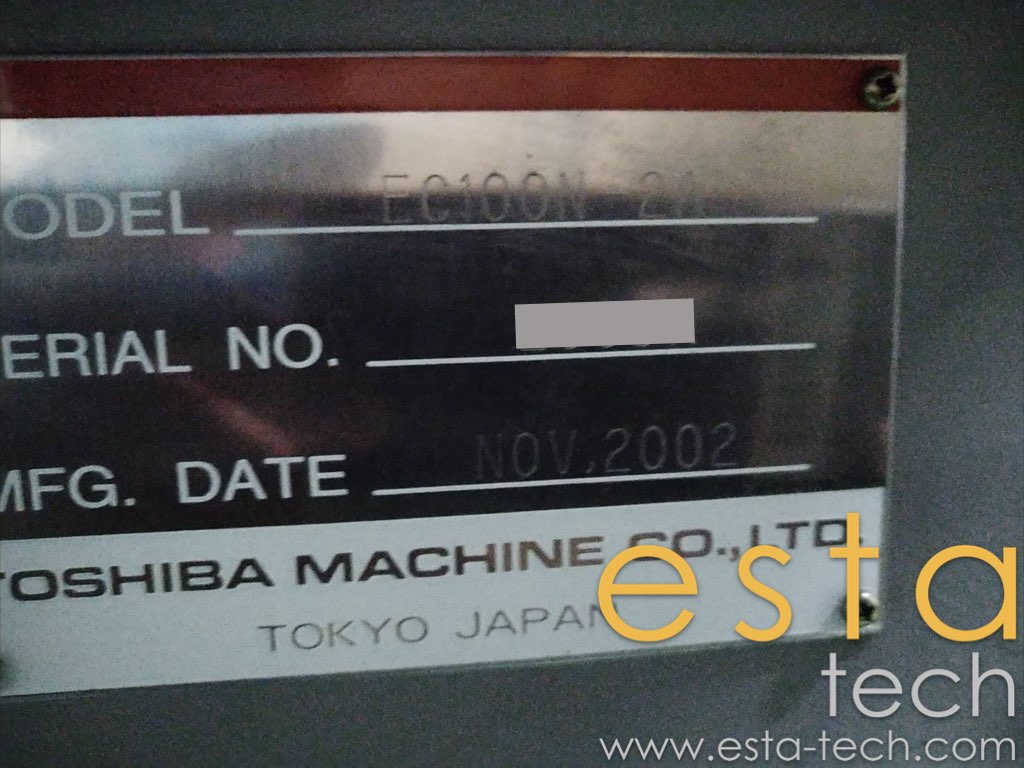 ODEL EC100N-2A
ERIAL NO.
MFG. DATE NOV,2002
TOSHIBA MACHINE CO.,LTD.
TOKYO JAPAN
esta
tech
www.esta-tech.com